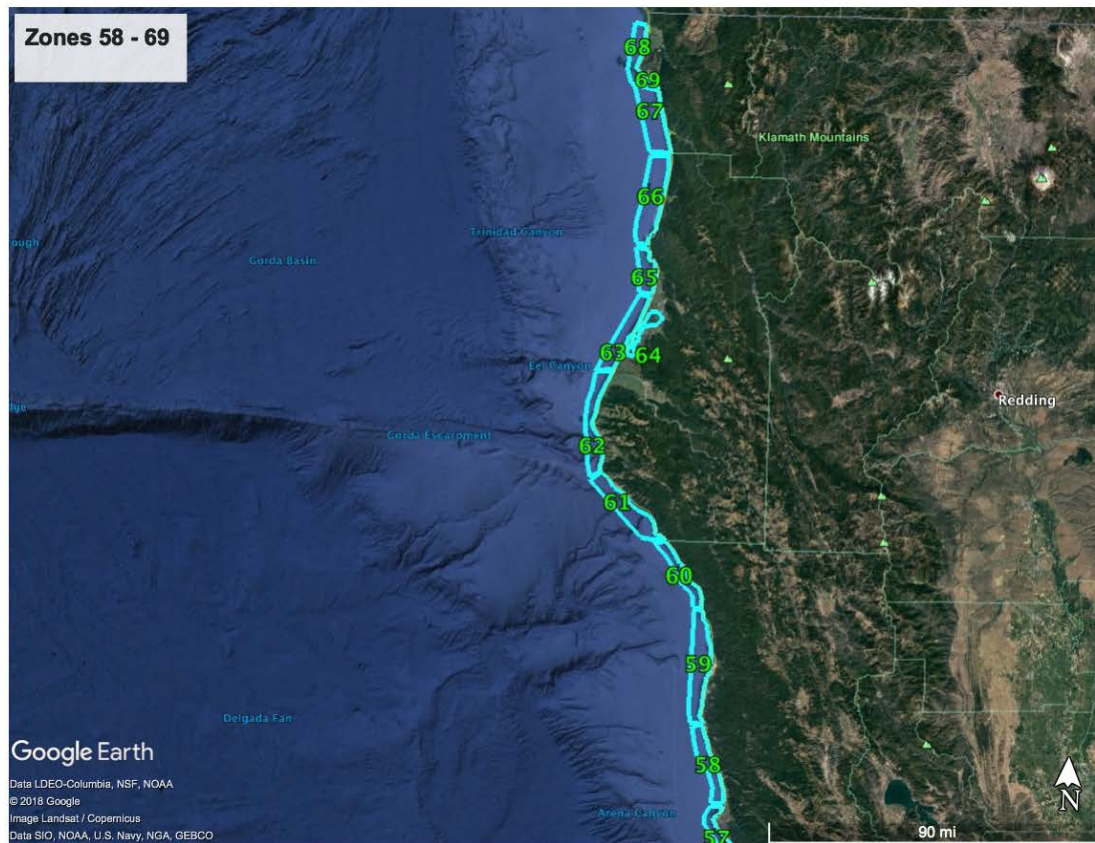 Zones 58 - 69
68
69
67
Klamath Mountains
66
Trinidad Canyon
ough
Gorda Basin
65
63
64
Eel Canyon
Redding
dge
Gorda Escarpment
62
61
60
59
Delgada Fan
Google Earth
58
Data LDEO-Columbia, NSF, NOAA
© 2018 Google
Image Landsat / Copernicus
Data SIO, NOAA, U.S. Navy, NGA, GEBCO
Arena Canyon
57
N
90 mi